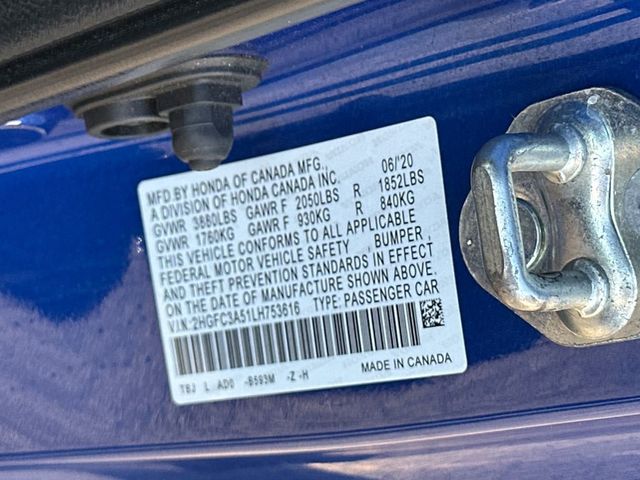 MFD.BY HONDA OF CANADA MFG., 06/'20
A DIVISION OF HONDA CANADA INC.
GVWR 3880LBS GAWR F 2050LBS R 1852LBS
GVWR 1760KG GAWR F 930KG R 840KG
THIS VEHICLE CONFORMS TO ALL APPLICABLE
FEDERAL MOTOR VEHICLE SAFETY , BUMPER ,
AND THEFT PREVENTION STANDARDS IN EFFECT
ON THE DATE OF MANUFACTURE SHOWN ABOVE.
V.I.N.:2HGFC3A51LH753616 TYPE: PASSENGER CAR
TBJ L AD0 -B593M -Z -H MADE IN CANADA